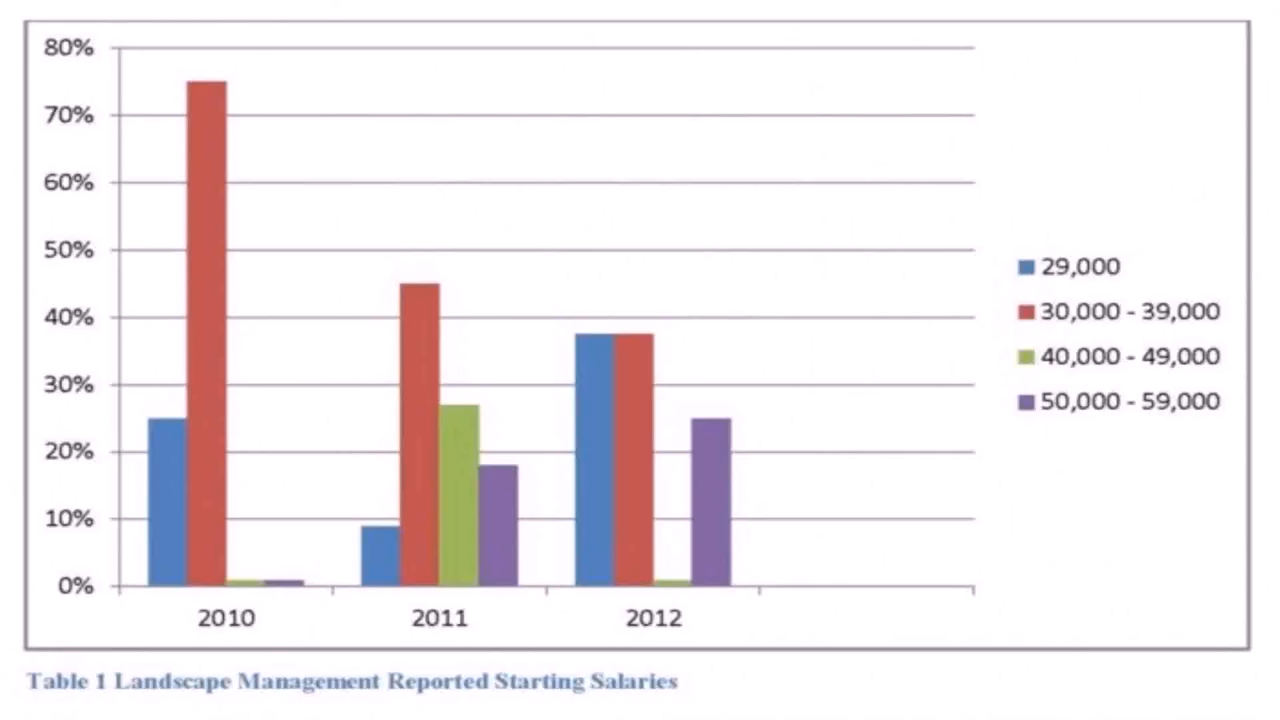 80%
70%
60%
50%
40%
30%
20%
10%
0%
2010 2011 2012
29,000
30,000 - 39,000
40,000 - 49,000
50,000 - 59,000
Table 1 Landscape Management Reported Starting Salaries